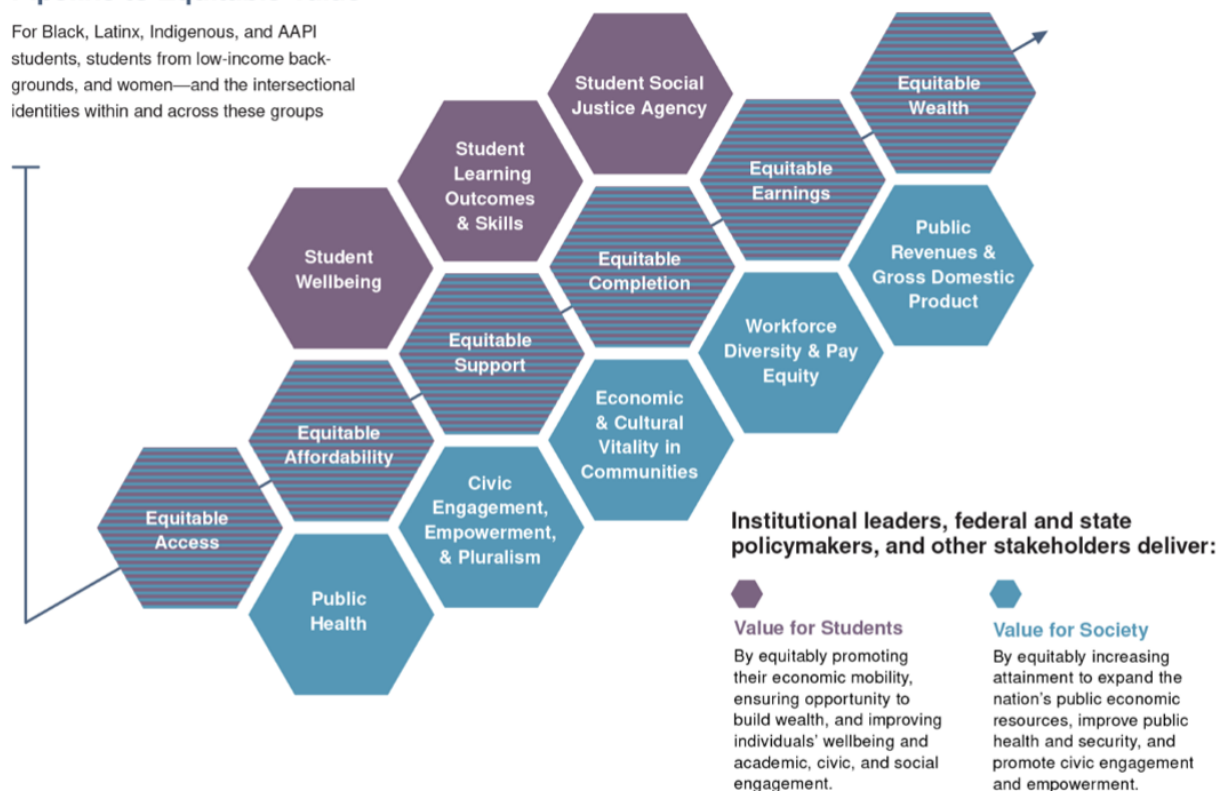 For Black, Latinx, Indigenous, and AAPI
students, students from low-income back-
grounds, and women—and the intersectional
identities within and across these groups
Student Social
Justice Agency
Equitable
Wealth
Student
Learning
Outcomes
& Skills
Equitable
Earnings
Student
Wellbeing
Equitable
Completion
Public
Revenues &
Gross Domestic
Product
Equitable
Support
Workforce
Diversity & Pay
Equity
Equitable
Affordability
Economic
& Cultural
Vitality in
Communities
Equitable
Access
Civic
Engagement,
Empowerment,
& Pluralism
Public
Health
Institutional leaders, federal and state
policymakers, and other stakeholders deliver:
Value for Students
By equitably promoting
their economic mobility,
ensuring opportunity to
build wealth, and improving
individuals’ wellbeing and
academic, civic, and social
engagement.
Value for Society
By equitably increasing
attainment to expand the
nation’s public economic
resources, improve public
health and security, and
promote civic engagement
and empowerment.